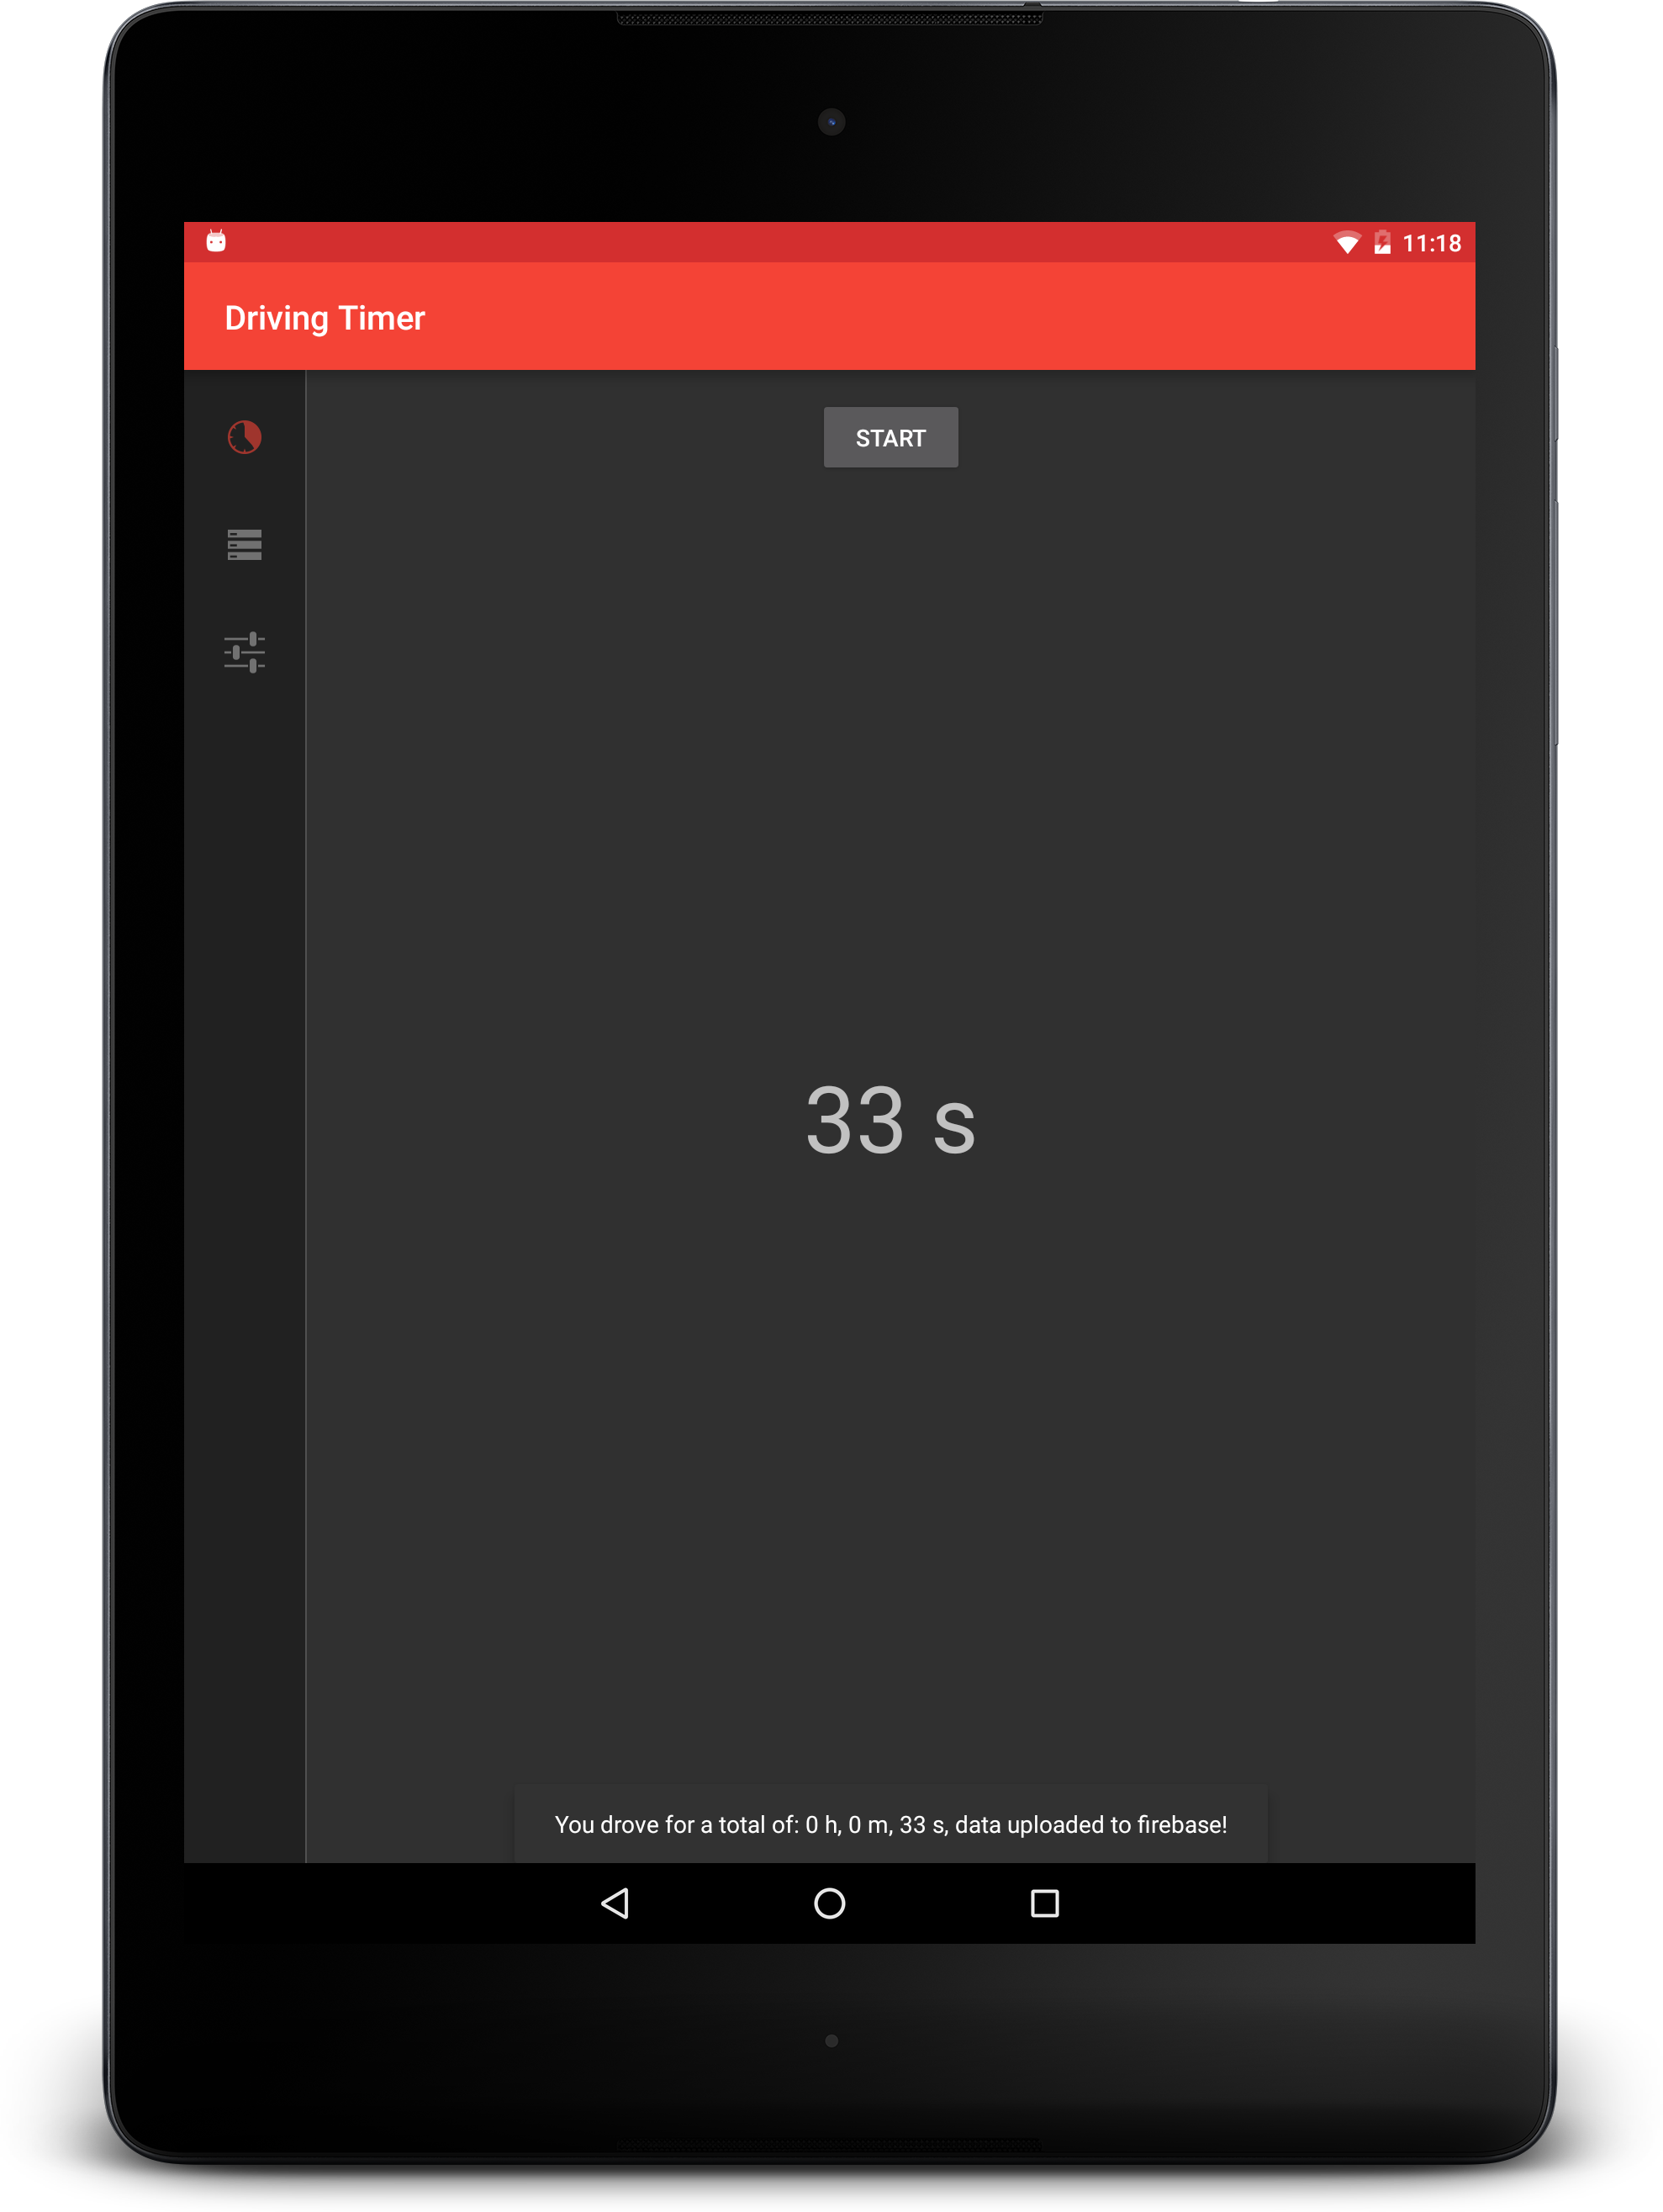 11:18
Driving Timer
START
33 s
You drove for a total of: 0 h, 0 m, 33 s, data uploaded to firebase!